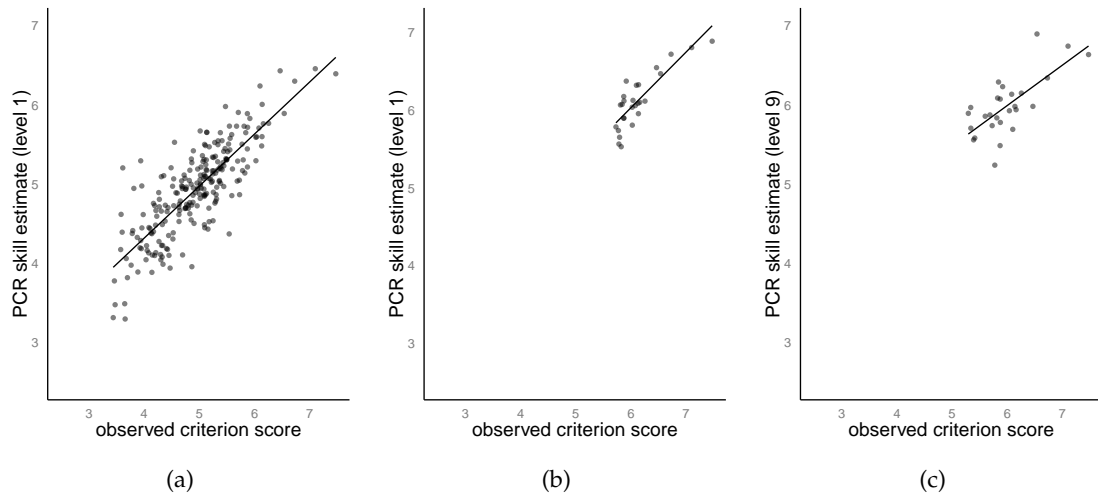 PCR skill estimate (level 1)
7
6
5
4
3
3 4 5 6 7
observed criterion score
(a)
PCR skill estimate (level 1)
7
6
5
4
3
3 4 5 6 7
observed criterion score
(b)
PCR skill estimate (level 9)
7
6
5
4
3
3 4 5 6 7
observed criterion score
(c)